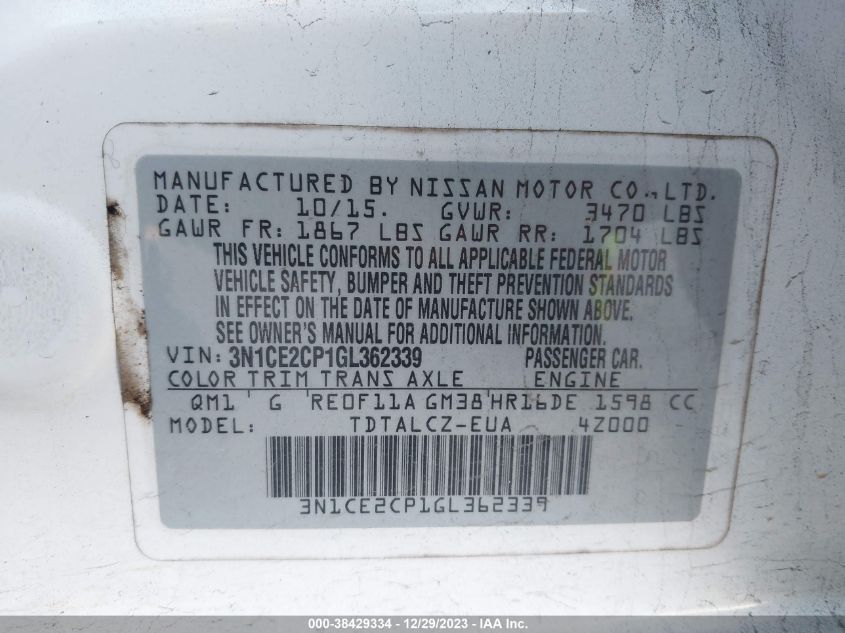 MANUFACTURED BY NISSAN MOTOR CO., LTD.
DATE: 10/15. GVWR: 3470 LBS
GAWR FR: 1867 LBS GAWR RR: 1704 LBS
THIS VEHICLE CONFORMS TO ALL APPLICABLE FEDERAL MOTOR
VEHICLE SAFETY, BUMPER AND THEFT PREVENTION STANDARDS
IN EFFECT ON THE DATE OF MANUFACTURE SHOWN ABOVE.
SEE OWNER'S MANUAL FOR ADDITIONAL INFORMATION.
VIN: 3N1CE2CP1GL362339 PASSENGER CAR.
COLOR TRIM TRANS AXLE ENGINE
QM1 G RE0F11A GM38 HR16DE 1598 CC
MODEL: TDTALCZ-EUA 4Z000
3N1CE2CP1GL362339
000-38429334 - 12/29/2023 - IAA, Inc.